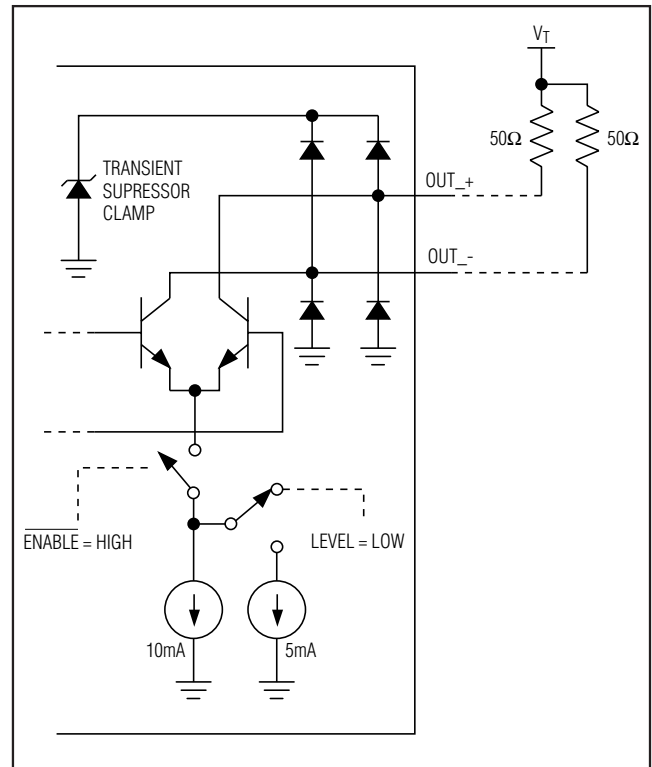 V_T
50Ω
50Ω
TRANSIENT
SUPRESSOR
CLAMP
OUT_+
OUT_-
ENABLE = HIGH
LEVEL = LOW
10mA
5mA